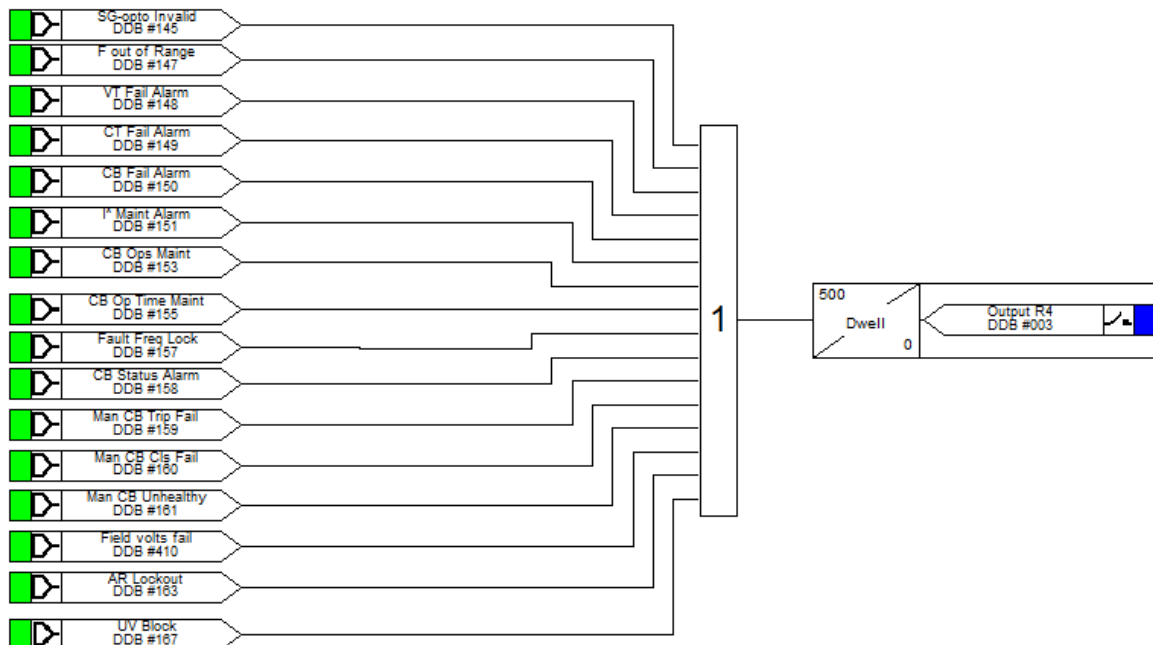 SG-opto Invalid
DDB #145
F out of Range
DDB #147
VT Fail Alarm
DDB #148
CT Fail Alarm
DDB #149
CB Fail Alarm
DDB #150
I^ Maint Alarm
DDB #151
CB Ops Maint
DDB #153
CB Op Time Maint
DDB #155
Fault Freq Lock
DDB #157
CB Status Alarm
DDB #158
Man CB Trip Fail
DDB #159
Man CB Cls Fail
DDB #160
Man CB Unhealthy
DDB #161
Field volts fail
DDB #410
AR Lockout
DDB #163
UV Block
DDB #167
1
500
Dwell
0
Output R4
DDB #003